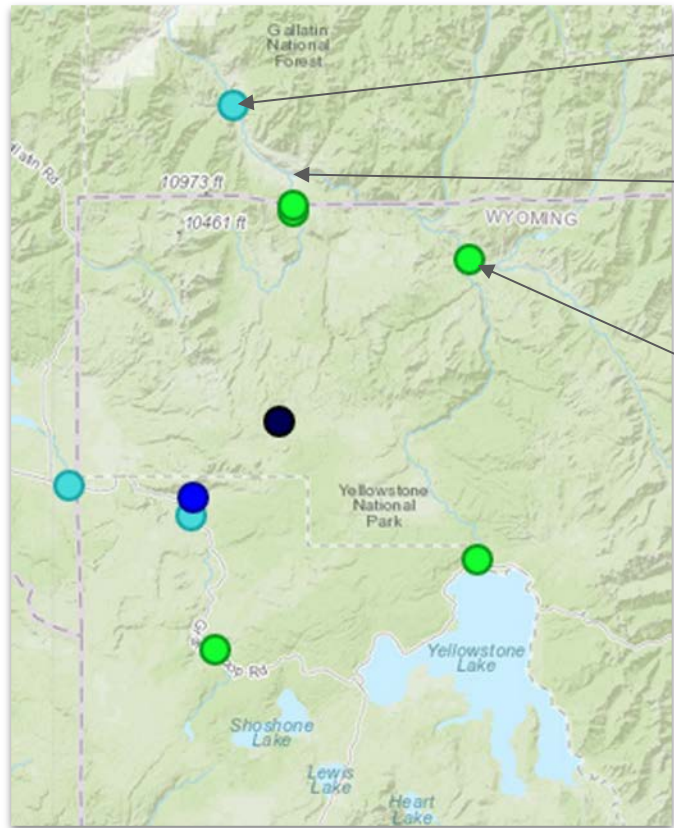 Gallatin
National
Forest
10973 ft
10461 ft
WYOMING
Yellowstone
National
Park
Yellowstone
Lake
Shoshone
Lake
Lewis
Lake
Heart
Lake